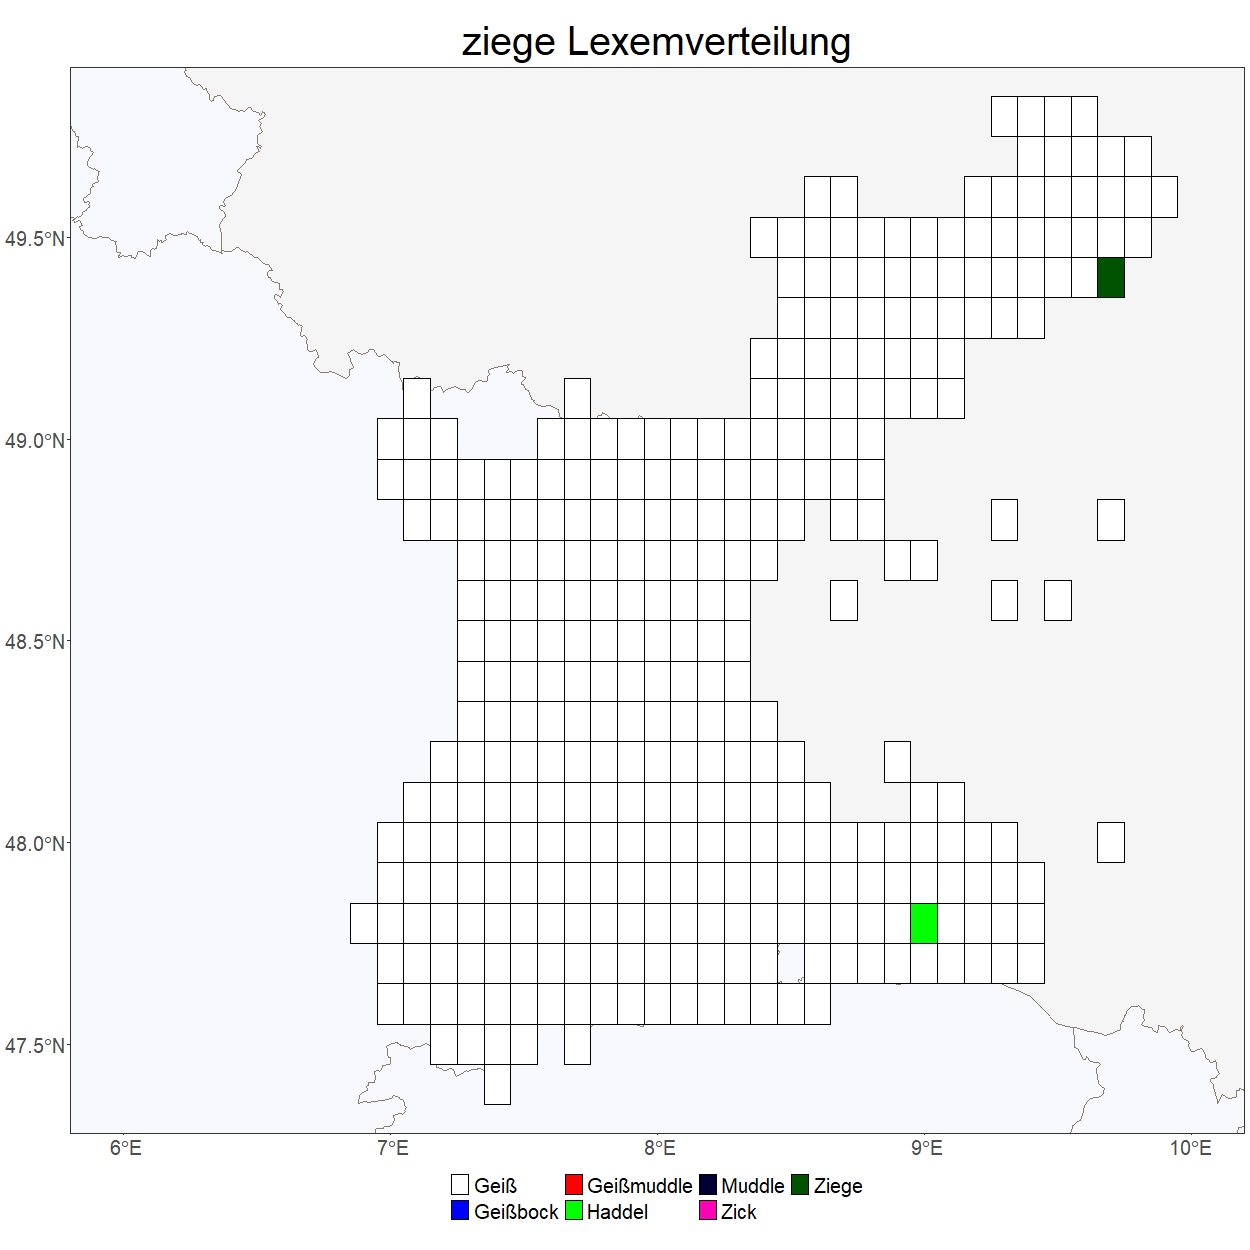 ziege Lexemverteilung
49.5°N
49.0°N
48.5°N
48.0°N
47.5°N
6°E 7°E 8°E 9°E 10°E
Geiß Geißmuddle Muddle Ziege
Geißbock Haddel Zick